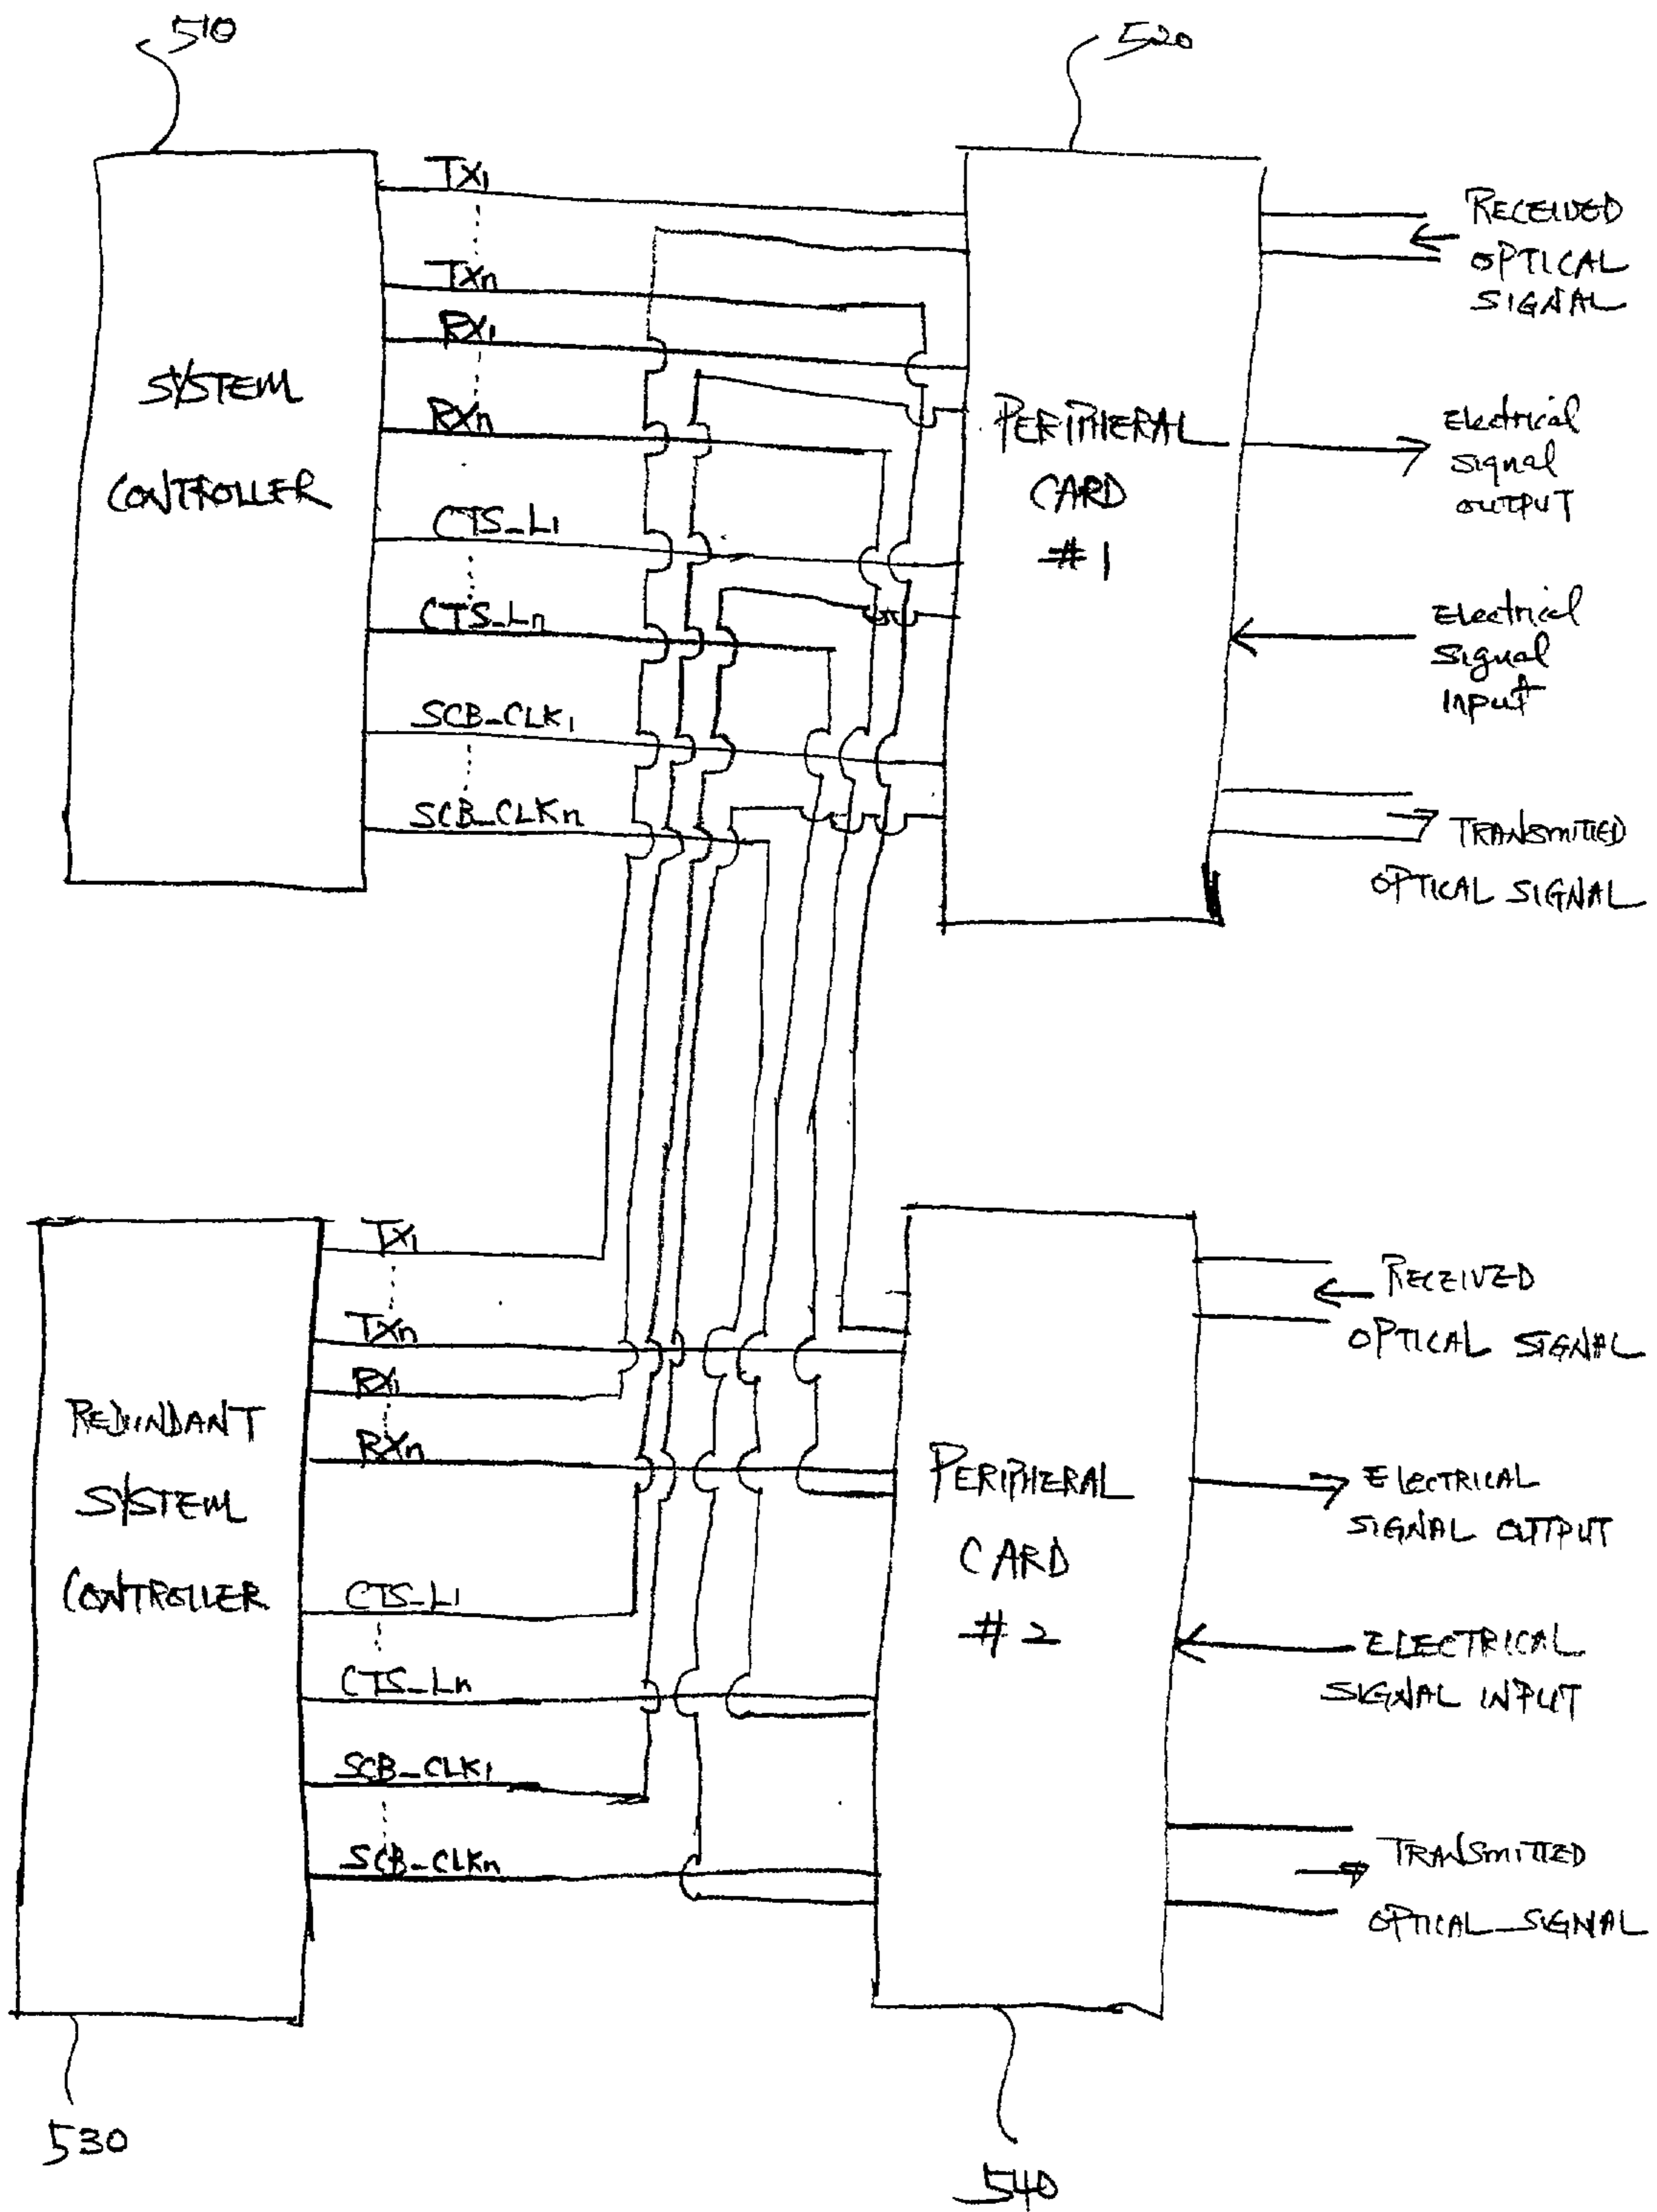 510
520
TX1
TXn
RX1
RXn
CTS_L1
CTS_Ln
SCB_CLK1
SCB_CLKn
SYSTEM
CONTROLLER
PERIPHERAL
CARD
#1
RECEIVED
OPTICAL
SIGNAL
Electrical
signal
OUTPUT
Electrical
signal
input
TRANSMITTED
OPTICAL SIGNAL
TX1
TXn
RX1
RXn
CTS_L1
CTS_Ln
SCB_CLK1
SCB_CLKn
REDUNDANT
SYSTEM
CONTROLLER
PERIPHERAL
CARD
#2
RECEIVED
OPTICAL SIGNAL
ELECTRICAL
SIGNAL OUTPUT
ELECTRICAL
SIGNAL INPUT
TRANSMITTED
OPTICAL SIGNAL
530
540